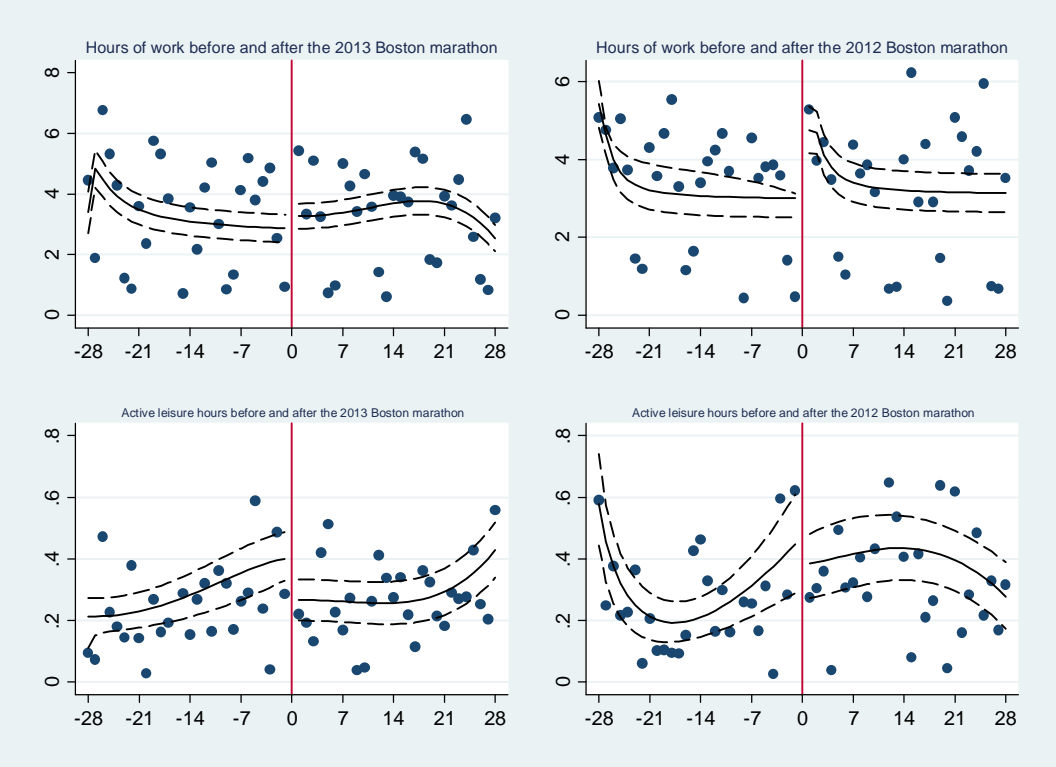 Hours of work before and after the 2013 Boston marathon
8
6
4
2
0
-28 -21 -14 -7 0 7 14 21 28
Hours of work before and after the 2012 Boston marathon
6
4
2
0
-28 -21 -14 -7 0 7 14 21 28
Active leisure hours before and after the 2013 Boston marathon
.8
.6
.4
.2
0
-28 -21 -14 -7 0 7 14 21 28
Active leisure hours before and after the 2012 Boston marathon
.8
.6
.4
.2
0
-28 -21 -14 -7 0 7 14 21 28